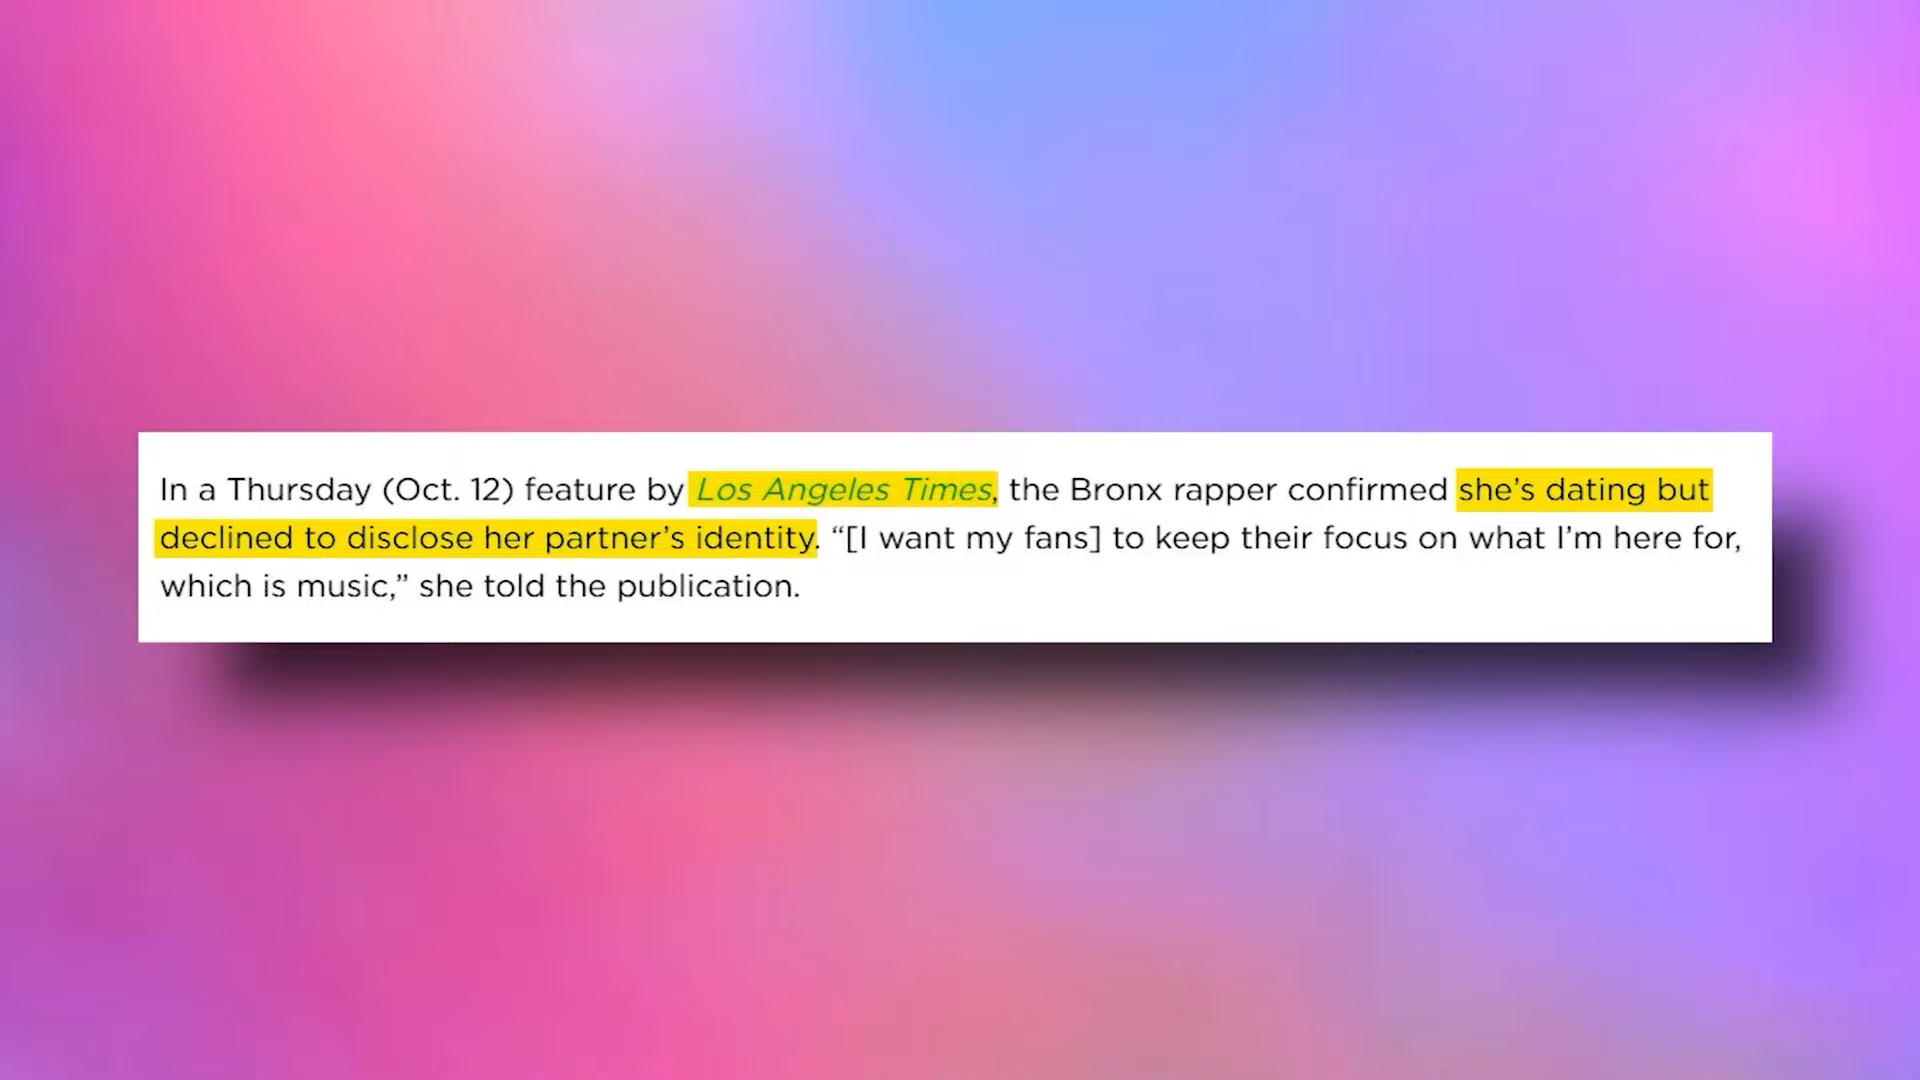 In a Thursday (Oct. 12) feature by Los Angeles Times, the Bronx rapper confirmed she’s dating but
declined to disclose her partner’s identity. “[I want my fans] to keep their focus on what I’m here for,
which is music,” she told the publication.